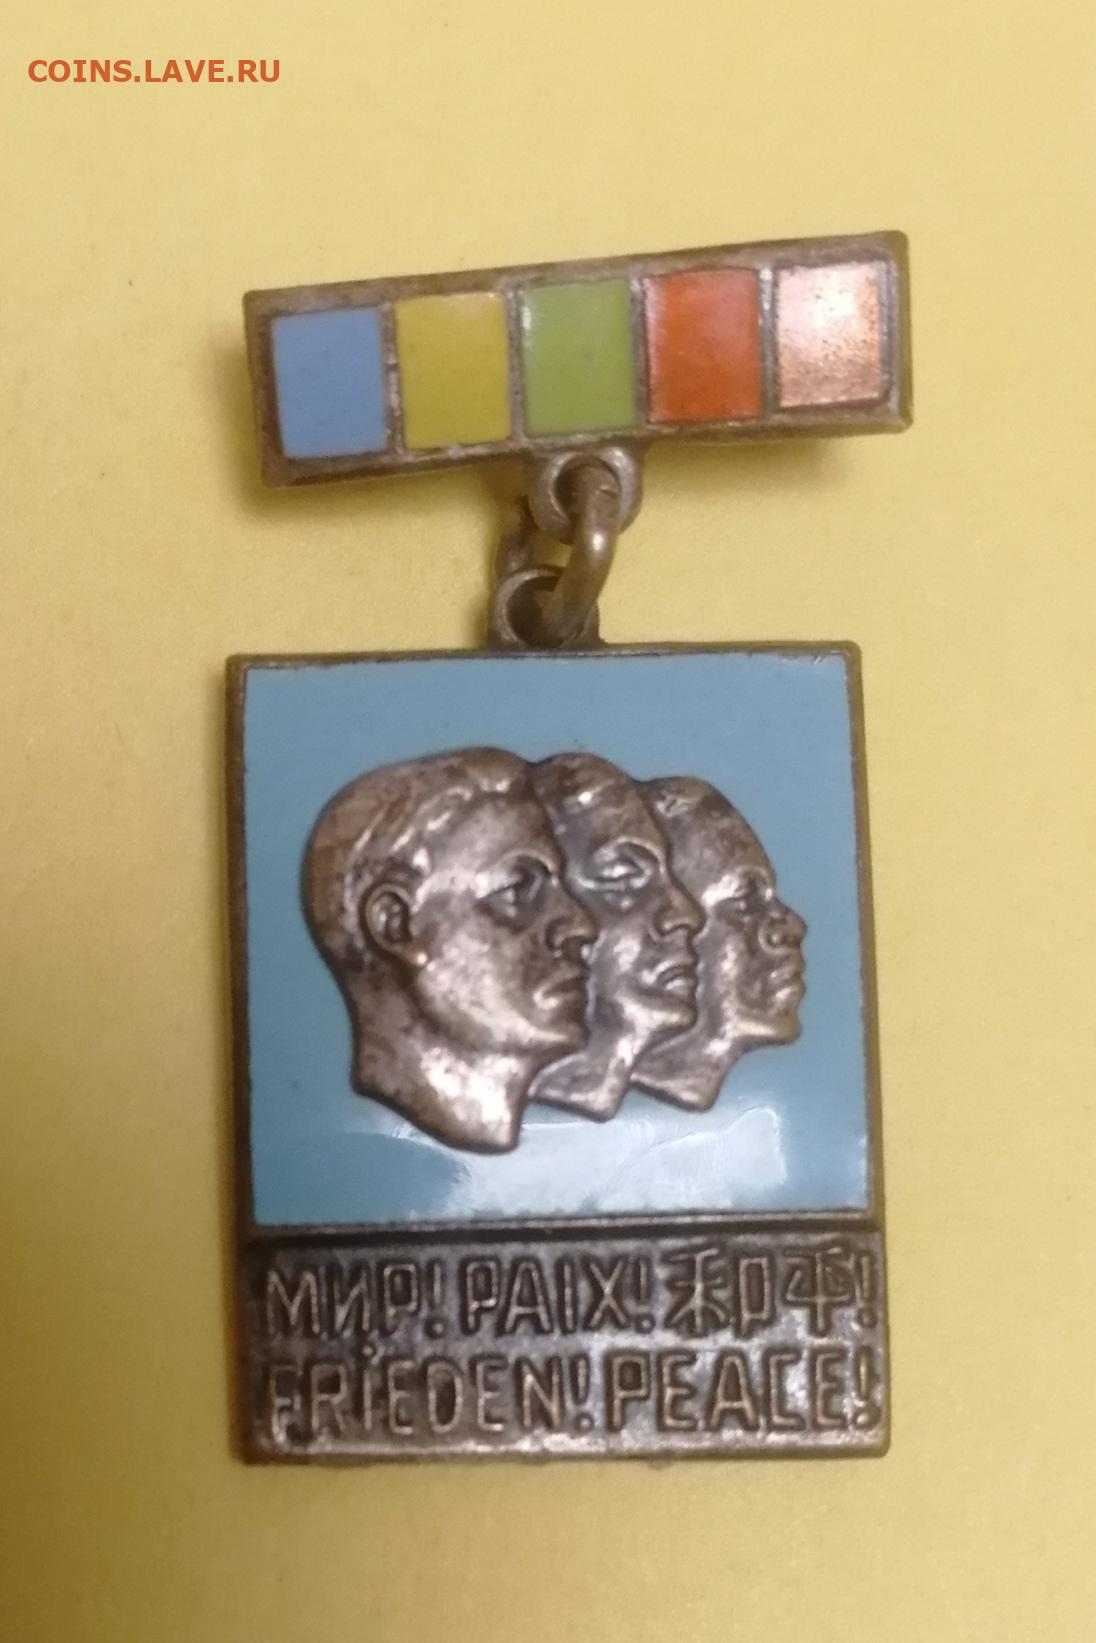 COINS.LAVE.RU
МИР! PAIX! 和平!
FRIEDEN! PEACE!